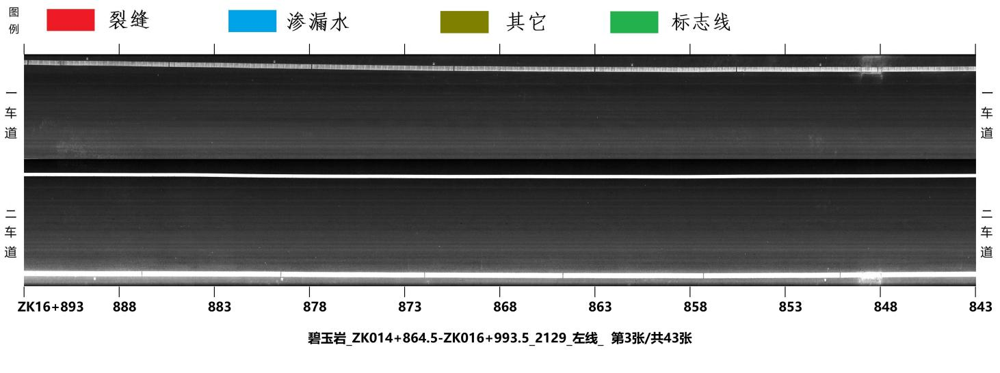 图例 裂缝 渗漏水 其它 标志线
一车道 一车道
二车道 二车道
ZK16+893 888 883 878 873 868 863 858 853 848 843
碧玉岩_ZK014+864.5-ZK016+993.5_2129_左线_ 第3张/共43张